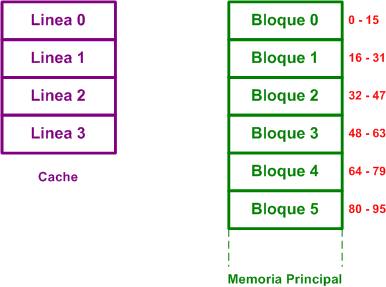 Linea 0
Linea 1
Linea 2
Linea 3
Cache
Bloque 0 0 - 15
Bloque 1 16 - 31
Bloque 2 32 - 47
Bloque 3 48 - 63
Bloque 4 64 - 79
Bloque 5 80 - 95
Memoria Principal